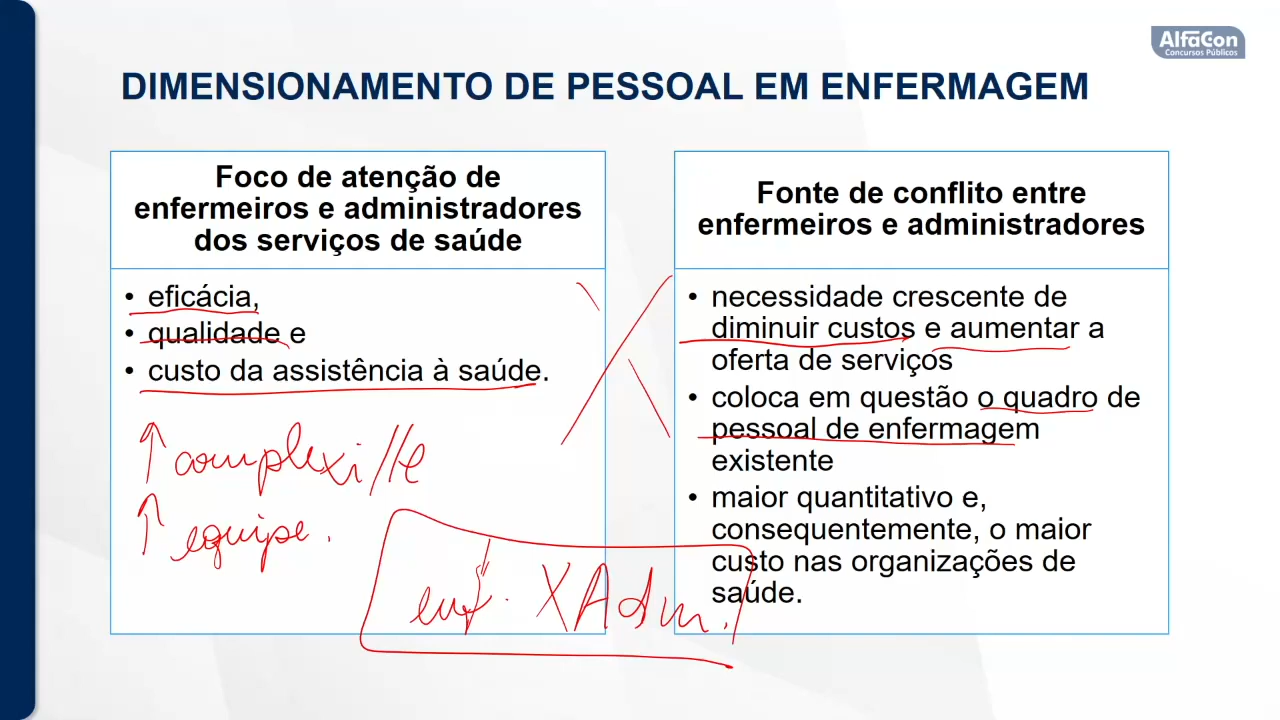 AlfaCon
Concursos Públicos
DIMENSIONAMENTO DE PESSOAL EM ENFERMAGEM
Foco de atenção de
enfermeiros e administradores
dos serviços de saúde
• eficácia,
• qualidade e
• custo da assistência à saúde.
↑ complexi//e
↑ equipe.
enf. X Adm.
Fonte de conflito entre
enfermeiros e administradores
• necessidade crescente de
diminuir custos e aumentar a
oferta de serviços
• coloca em questão o quadro de
pessoal de enfermagem
existente
• maior quantitativo e,
consequentemente, o maior
custo nas organizações de
saúde.